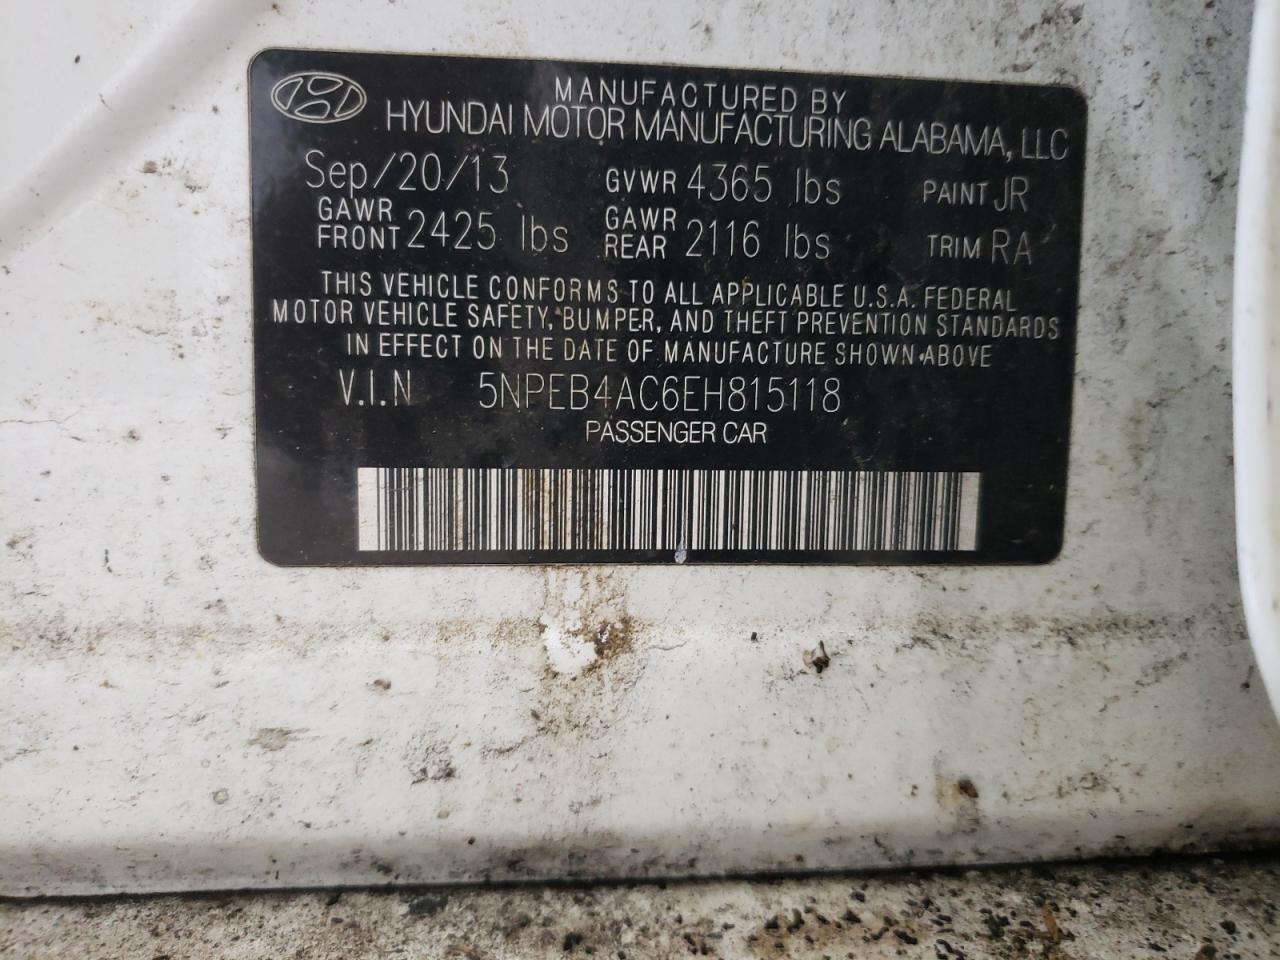 MANUFACTURED BY
HYUNDAI MOTOR MANUFACTURING ALABAMA, LLC
Sep/20/13 GVWR 4365 lbs PAINT JR
GAWR FRONT 2425 lbs GAWR REAR 2116 lbs TRIM RA
THIS VEHICLE CONFORMS TO ALL APPLICABLE U.S.A. FEDERAL
MOTOR VEHICLE SAFETY, BUMPER, AND THEFT PREVENTION STANDARDS
IN EFFECT ON THE DATE OF MANUFACTURE SHOWN ABOVE
V.I.N 5NPEB4AC6EH815118
PASSENGER CAR